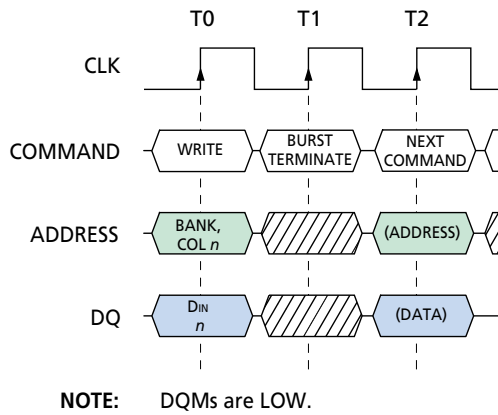 T0 T1 T2
CLK
COMMAND WRITE BURST TERMINATE NEXT COMMAND
ADDRESS BANK, COL n (ADDRESS)
DQ DIN n (DATA)
NOTE: DQMs are LOW.